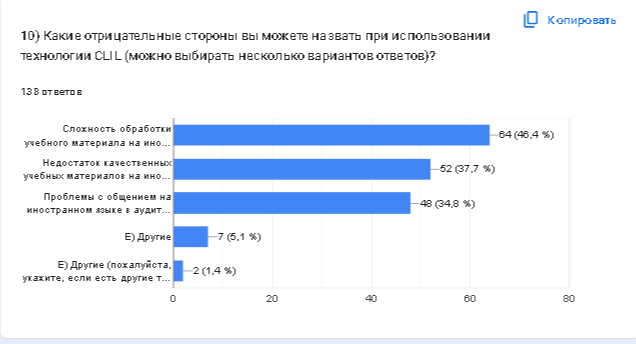 Копировать
10) Какие отрицательные стороны вы можете назвать при использовании
технологии CLIL (можно выбирать несколько вариантов ответов)?
138 ответов
Сложность обработки
учебного материала на ино...
64 (46,4 %)
Недостаток качественных
учебных материалов на ино...
52 (37,7 %)
Проблемы с общением на
иностранном языке в аудит...
48 (34,8 %)
E) Другие
7 (5,1 %)
E) Другие (пожалуйста,
укажите, если есть другие т...
2 (1,4 %)
0 20 40 60 80